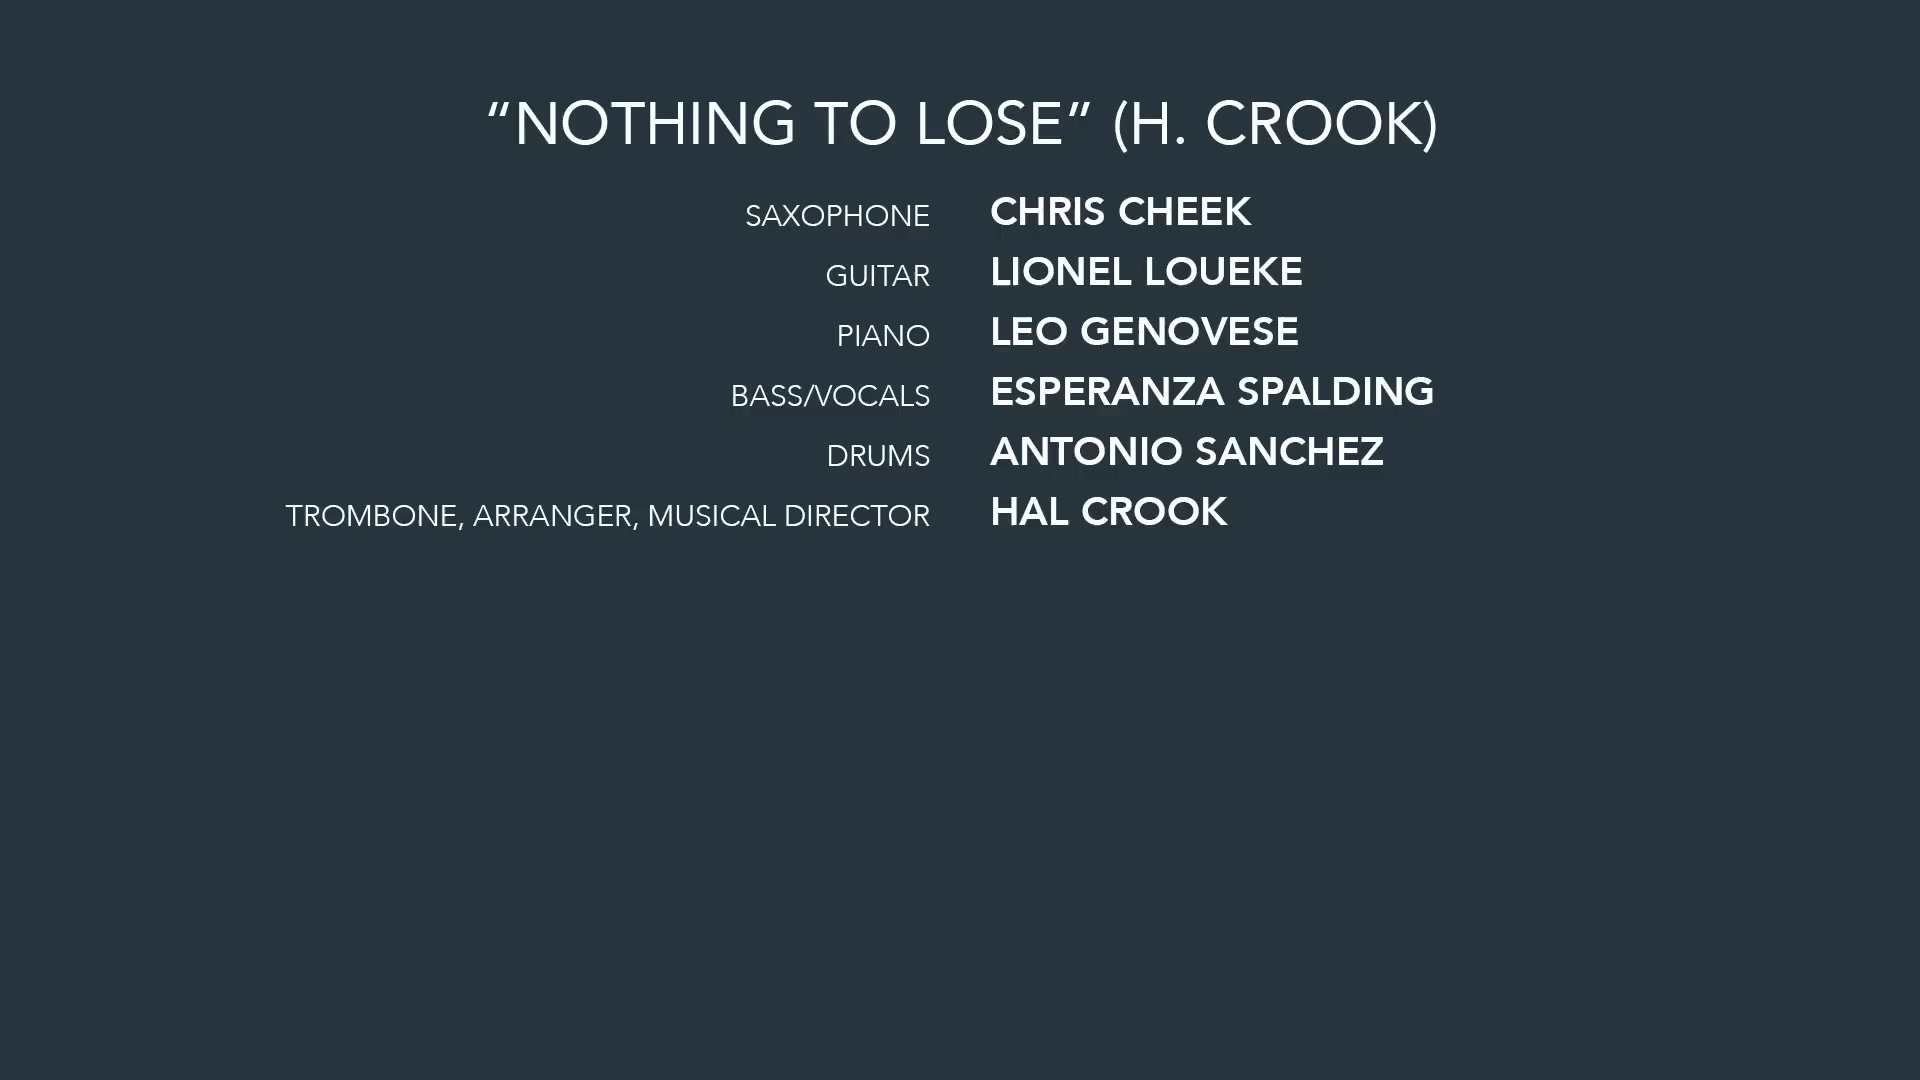 “NOTHING TO LOSE” (H. CROOK)
SAXOPHONE CHRIS CHEEK
GUITAR LIONEL LOUEKE
PIANO LEO GENOVESE
BASS/VOCALS ESPERANZA SPALDING
DRUMS ANTONIO SANCHEZ
TROMBONE, ARRANGER, MUSICAL DIRECTOR HAL CROOK